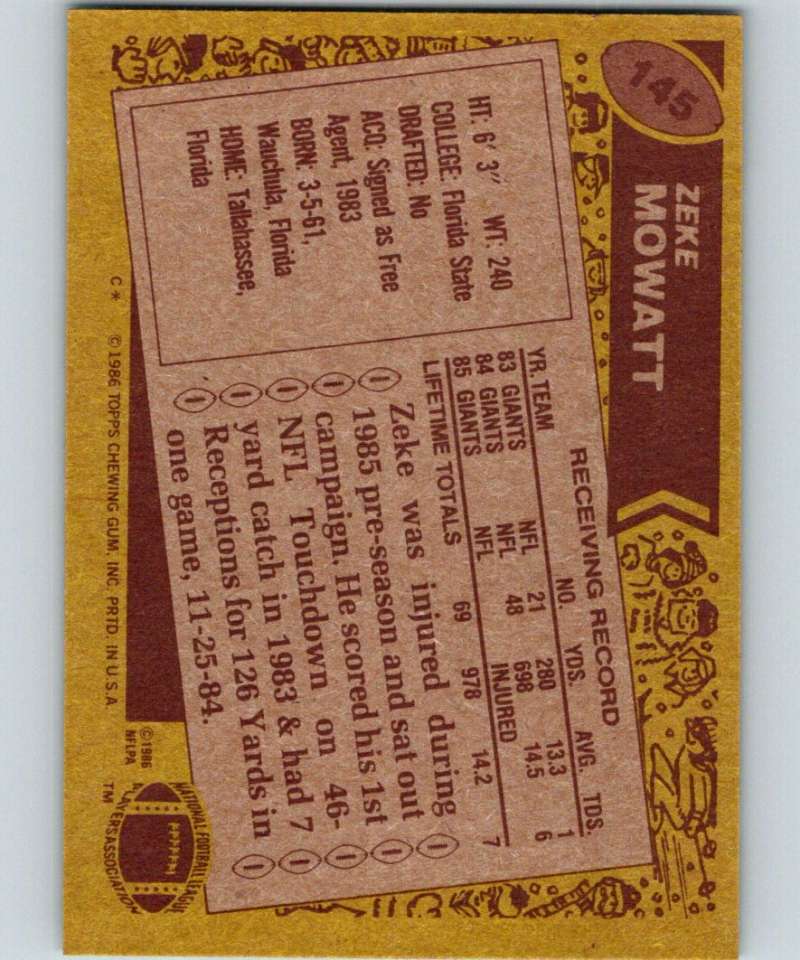 145
ZEKE
MOWATT
HT: 6' 3" WT: 240
COLLEGE: Florida State
DRAFTED: No
ACQ: Signed as Free
Agent, 1983
BORN: 3-5-61,
Wauchula, Florida
HOME: Tallahassee,
Florida
RECEIVING RECORD
YR. TEAM NO. YDS. AVG. TDS.
83 GIANTS NFL 21 280 13.3 1
84 GIANTS NFL 48 698 14.5 6
85 GIANTS NFL INJURED
LIFETIME TOTALS 69 978 14.2 7
Zeke was injured during
1985 pre-season and sat out
campaign. He scored his 1st
NFL Touchdown on 46-
yard catch in 1983 & had 7
Receptions for 126 Yards in
one game, 11-25-84.
C* © 1986 TOPPS CHEWING GUM, INC. PRTD. IN U.S.A.
© 1986
NFLPA
NATIONAL FOOTBALL LEAGUE
PLAYERS ASSOCIATION
TM